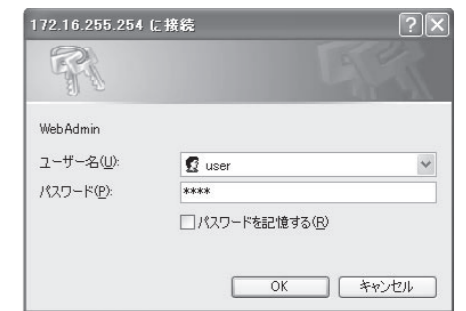 172.16.255.254 に接続
WebAdmin
ユーザー名(U):
user
パスワード(P):
****
パスワードを記憶する(R)
OK
キャンセル